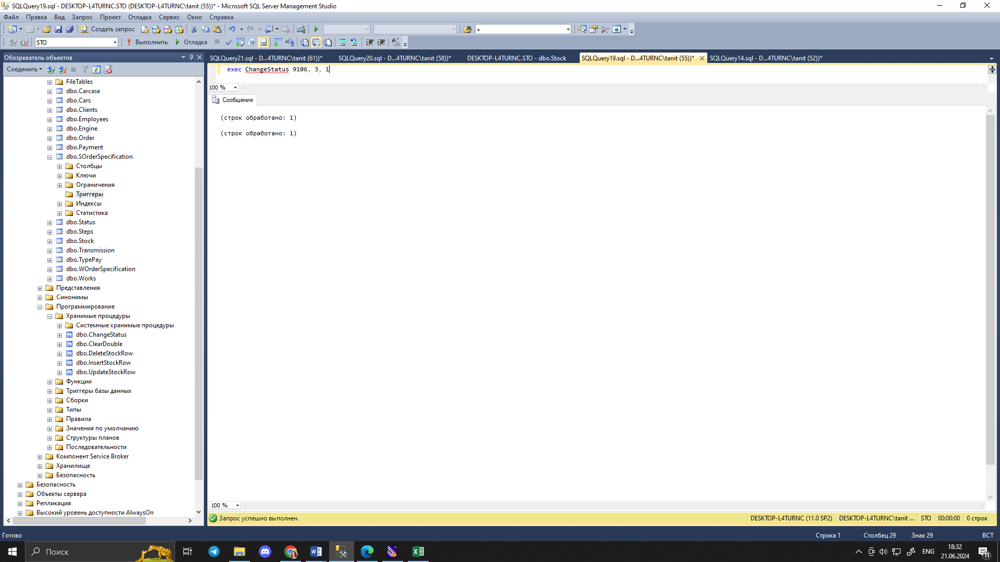 SQLQuery19.sql - DESKTOP-L4TURNC.STO (DESKTOP-L4TURNC\tanit (55))* - Microsoft SQL Server Management Studio
Файл Правка Вид Запрос Проект Отладка Сервис Окно Справка
Создать запрос +
STO Выполнить Отладка
Обозреватель объектов
SQLQuery21.sql - D...4TURNC\tanit (61))* SQLQuery20.sql - D...4TURNC\tanit (58))* DESKTOP-L4TURNC.STO - dbo.Stock SQLQuery19.sql - D...4TURNC\tanit (55))* SQLQuery14.sql - D...4TURNC\tanit (52))*
Соединить
exec ChangeStatus 9106, 3, 1
100 %
Сообщения
(строк обработано: 1)
(строк обработано: 1)
FileTables
dbo.Carcase
dbo.Cars
dbo.Clients
dbo.Employees
dbo.Engine
dbo.Order
dbo.Payment
dbo.SOrderSpecification
Столбцы
Ключи
Ограничения
Триггеры
Индексы
Статистика
dbo.Status
dbo.Steps
dbo.Stock
dbo.Transmission
dbo.TypePay
dbo.WOrderSpecification
dbo.Works
Представления
Синонимы
Программирование
Хранимые процедуры
Системные хранимые процедуры
dbo.ChangeStatus
dbo.ClearDouble
dbo.DeleteStockRow
dbo.InsertStockRow
dbo.UpdateStockRow
Функции
Триггеры базы данных
Сборки
Типы
Правила
Значения по умолчанию
Структуры планов
Последовательности
Компонент Service Broker
Хранилище
Безопасность
Безопасность
Объекты сервера
Репликация
Высокий уровень доступности AlwaysOn
100 %
Запрос успешно выполнен. DESKTOP-L4TURNC (11.0 SP2) DESKTOP-L4TURNC\tanit ... STO 00:00:00 0 строк
Готово Строка 1 Столбец 29 Знак 29 ВСТ
Поиск ENG 18:32
21.06.2024 11